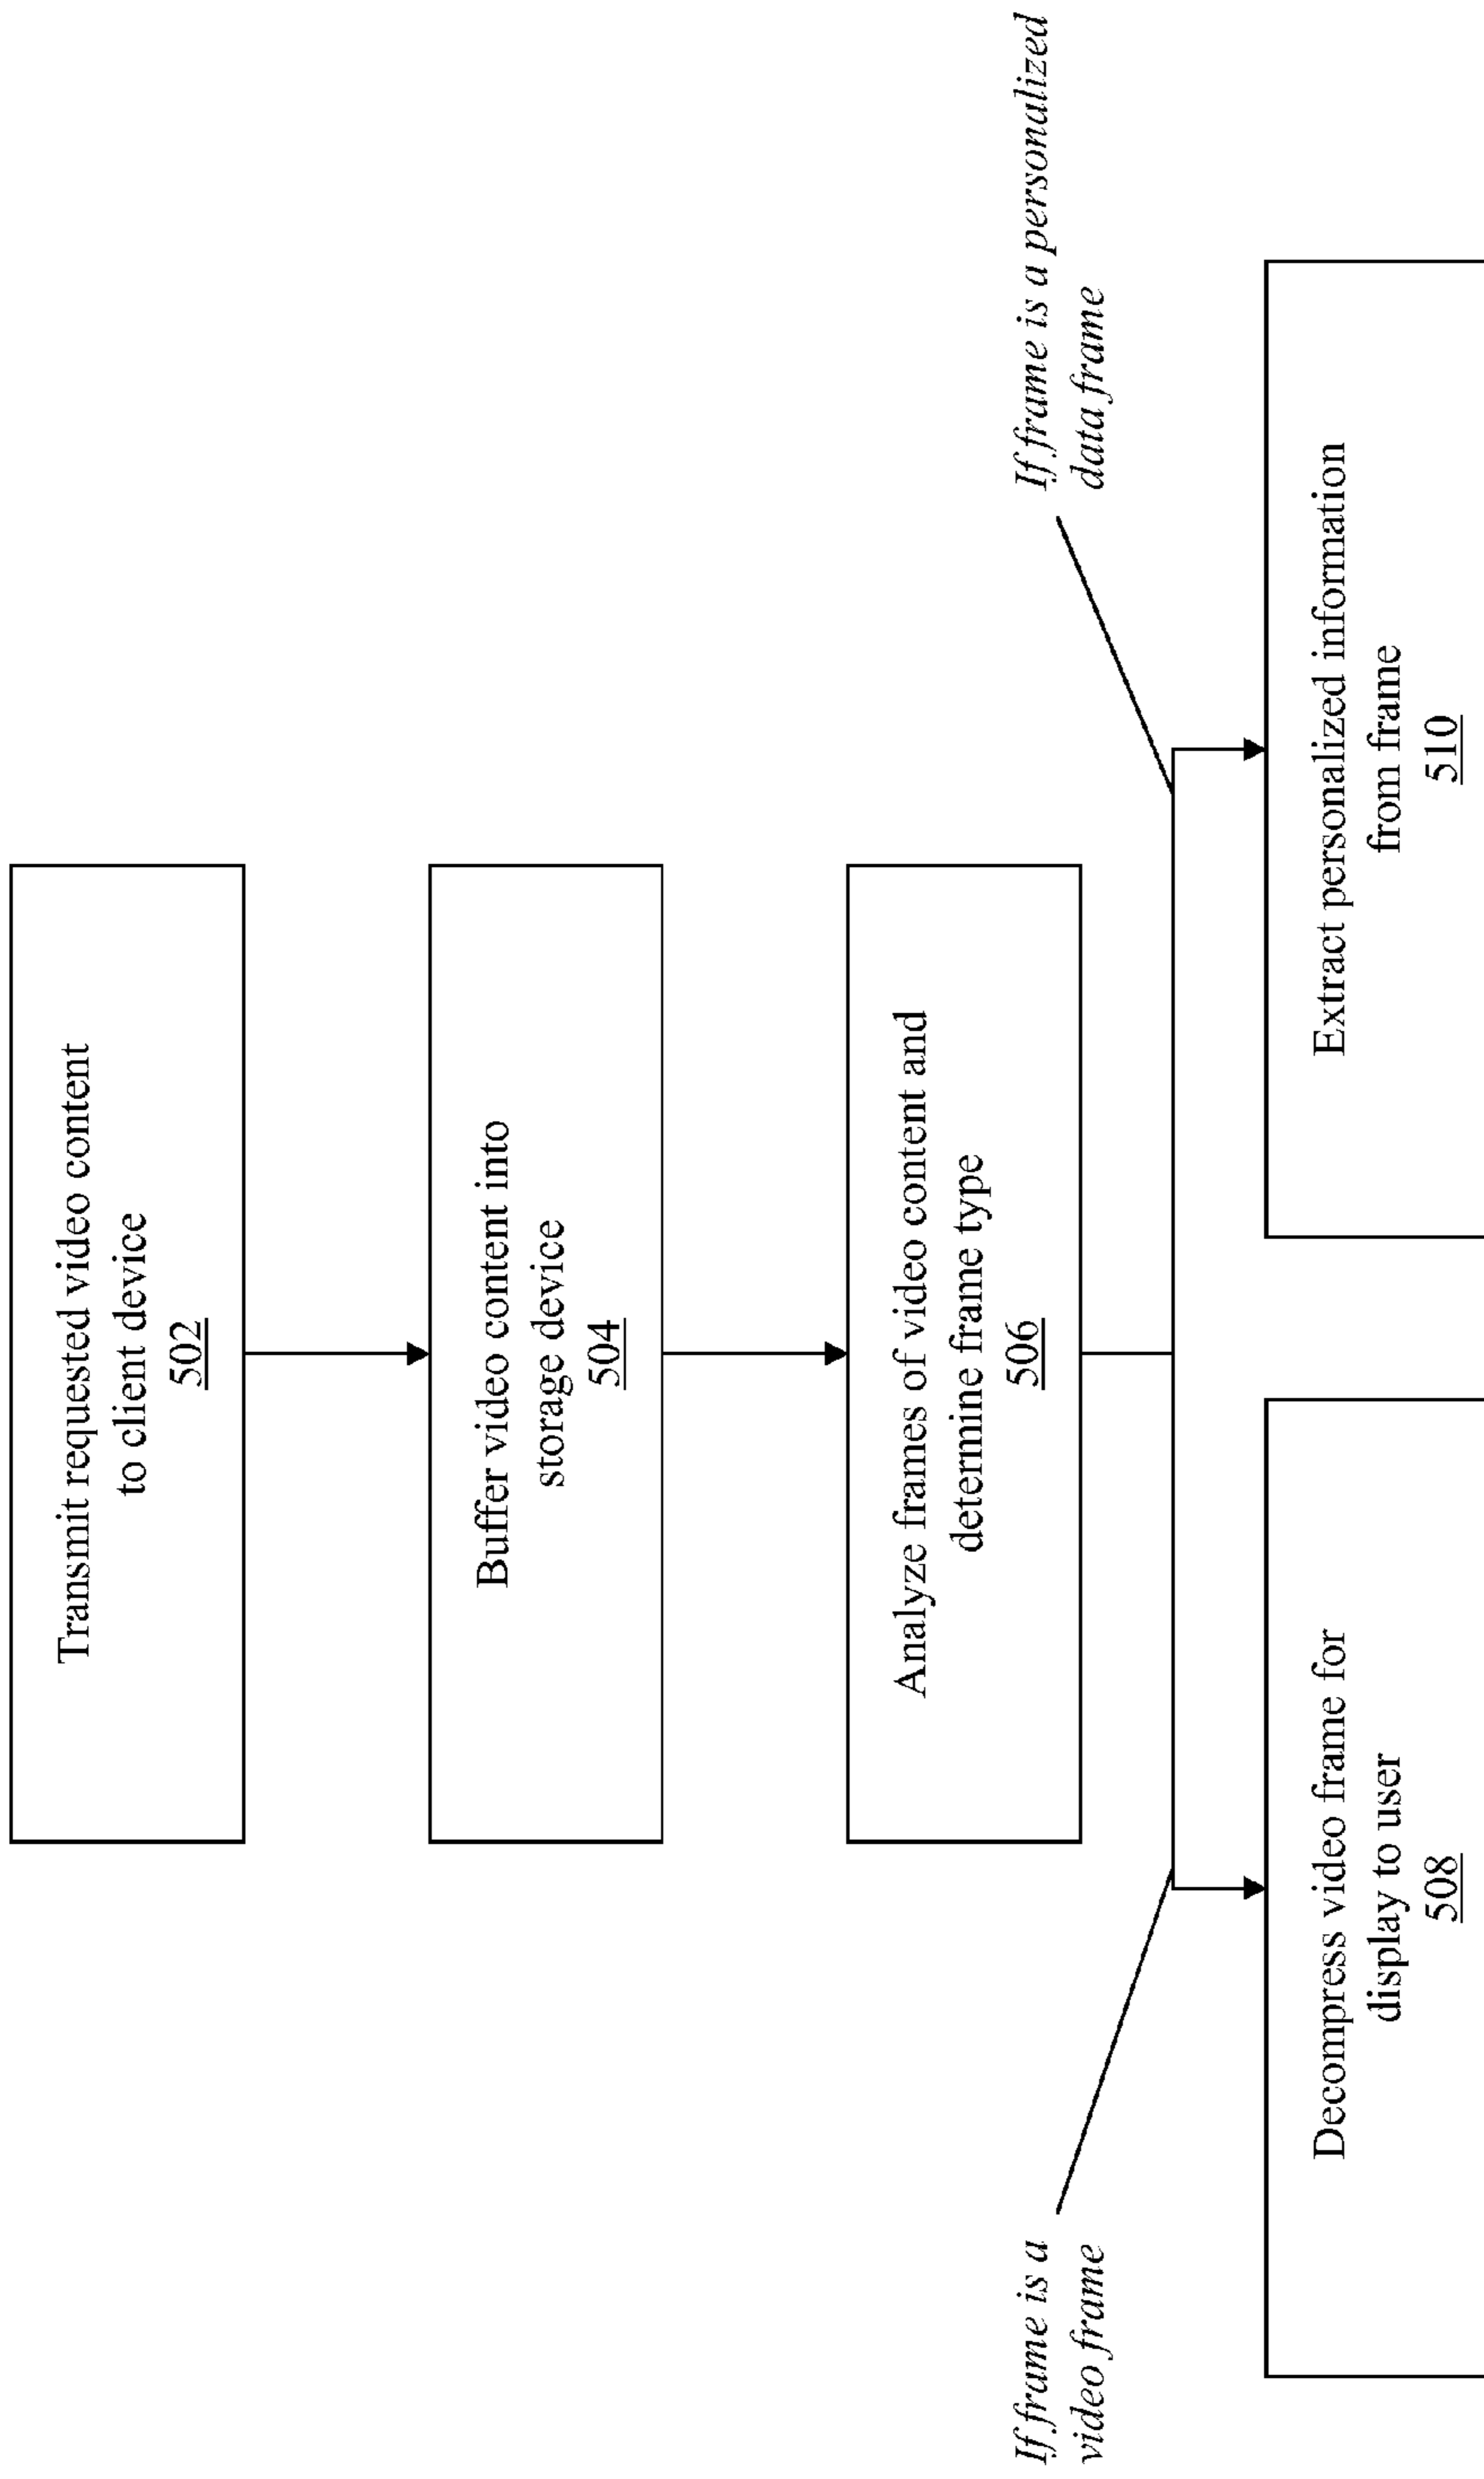 Transmit requested video content
to client device
502
Buffer video content into
storage device
504
Analyze frames of video content and
determine frame type
506
If frame is a
video frame
If frame is a personalized
data frame
Decompress video frame for
display to user
508
Extract personalized information
from frame
510